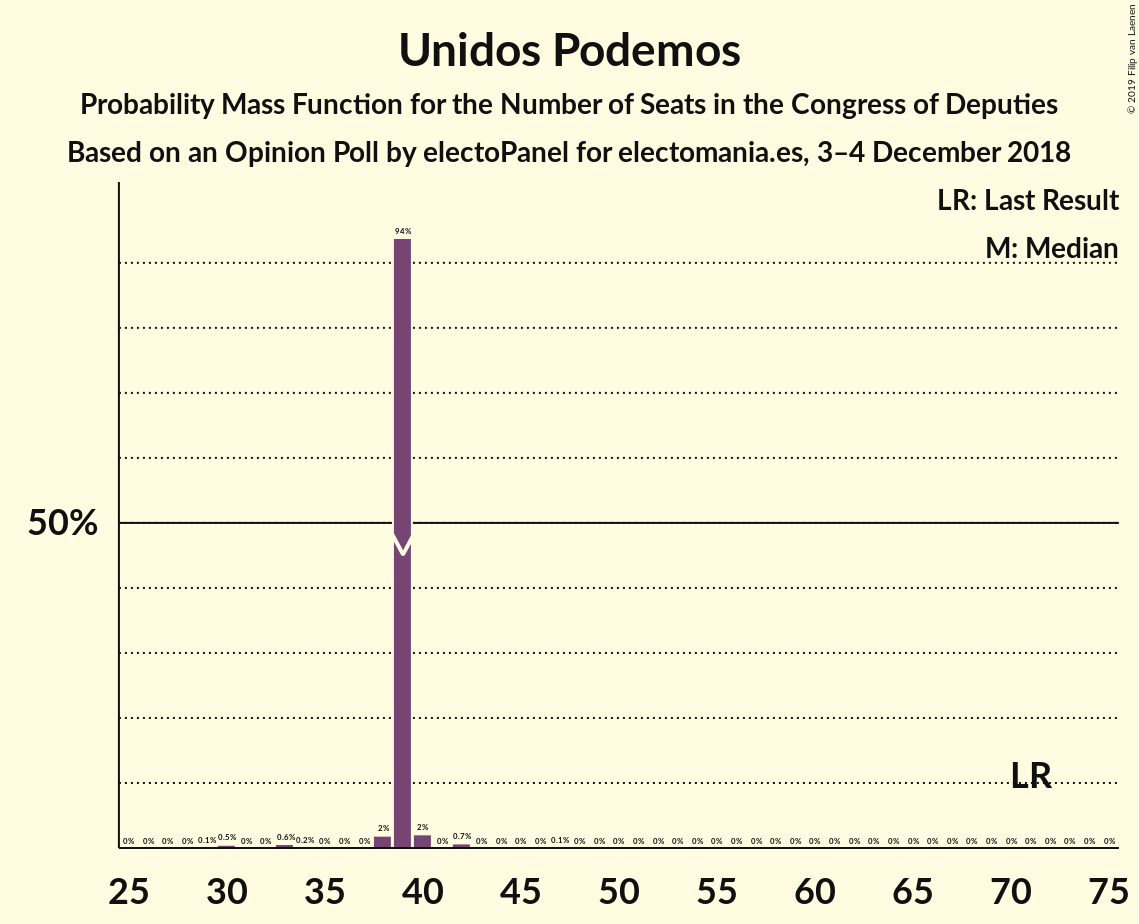 Unidos Podemos
Probability Mass Function for the Number of Seats in the Congress of Deputies
Based on an Opinion Poll by electoPanel for electomania.es, 3–4 December 2018
© 2019 Filip van Laenen
LR: Last Result
M: Median
94%
50%
LR
0% 0% 0% 0% 0.1% 0.5% 0% 0% 0.6% 0.2% 0% 0% 0% 2% 2% 0% 0.7% 0% 0% 0% 0% 0.1% 0% 0% 0% 0% 0% 0% 0% 0% 0% 0% 0% 0% 0% 0% 0% 0% 0% 0% 0% 0% 0% 0% 0% 0% 0% 0% 0% 0%
25 30 35 40 45 50 55 60 65 70 75